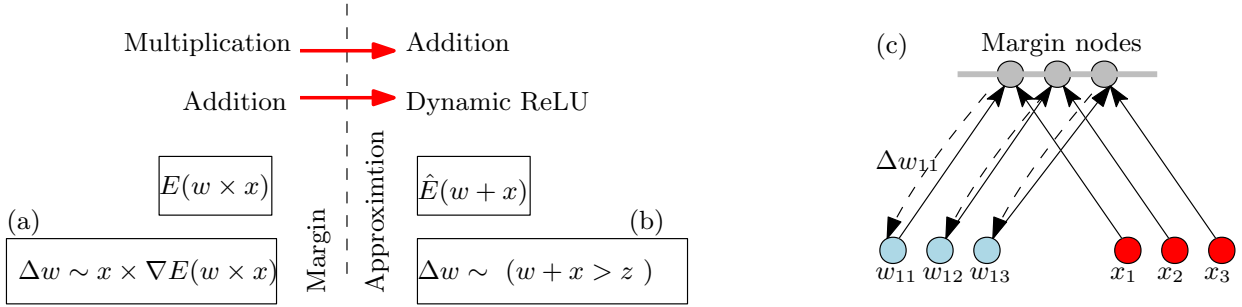 Multiplication Addition
Addition Dynamic ReLU
Margin
Approximtion
E(w × x)
Ê(w + x)
(a)
(b)
Δw ∼ x × ∇E(w × x)
Δw ∼ (w + x > z )
(c)
Margin nodes
Δw₁₁
w₁₁ w₁₂ w₁₃ x₁ x₂ x₃